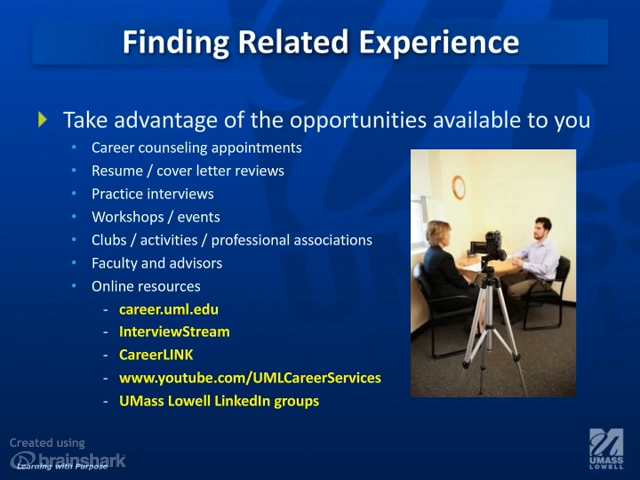 Finding Related Experience
Take advantage of the opportunities available to you
• Career counseling appointments
• Resume / cover letter reviews
• Practice interviews
• Workshops / events
• Clubs / activities / professional associations
• Faculty and advisors
• Online resources
- career.uml.edu
- InterviewStream
- CareerLINK
- www.youtube.com/UMLCareerServices
- UMass Lowell LinkedIn groups
Created using
brainshark
Learning with Purpose
UMASS
LOWELL